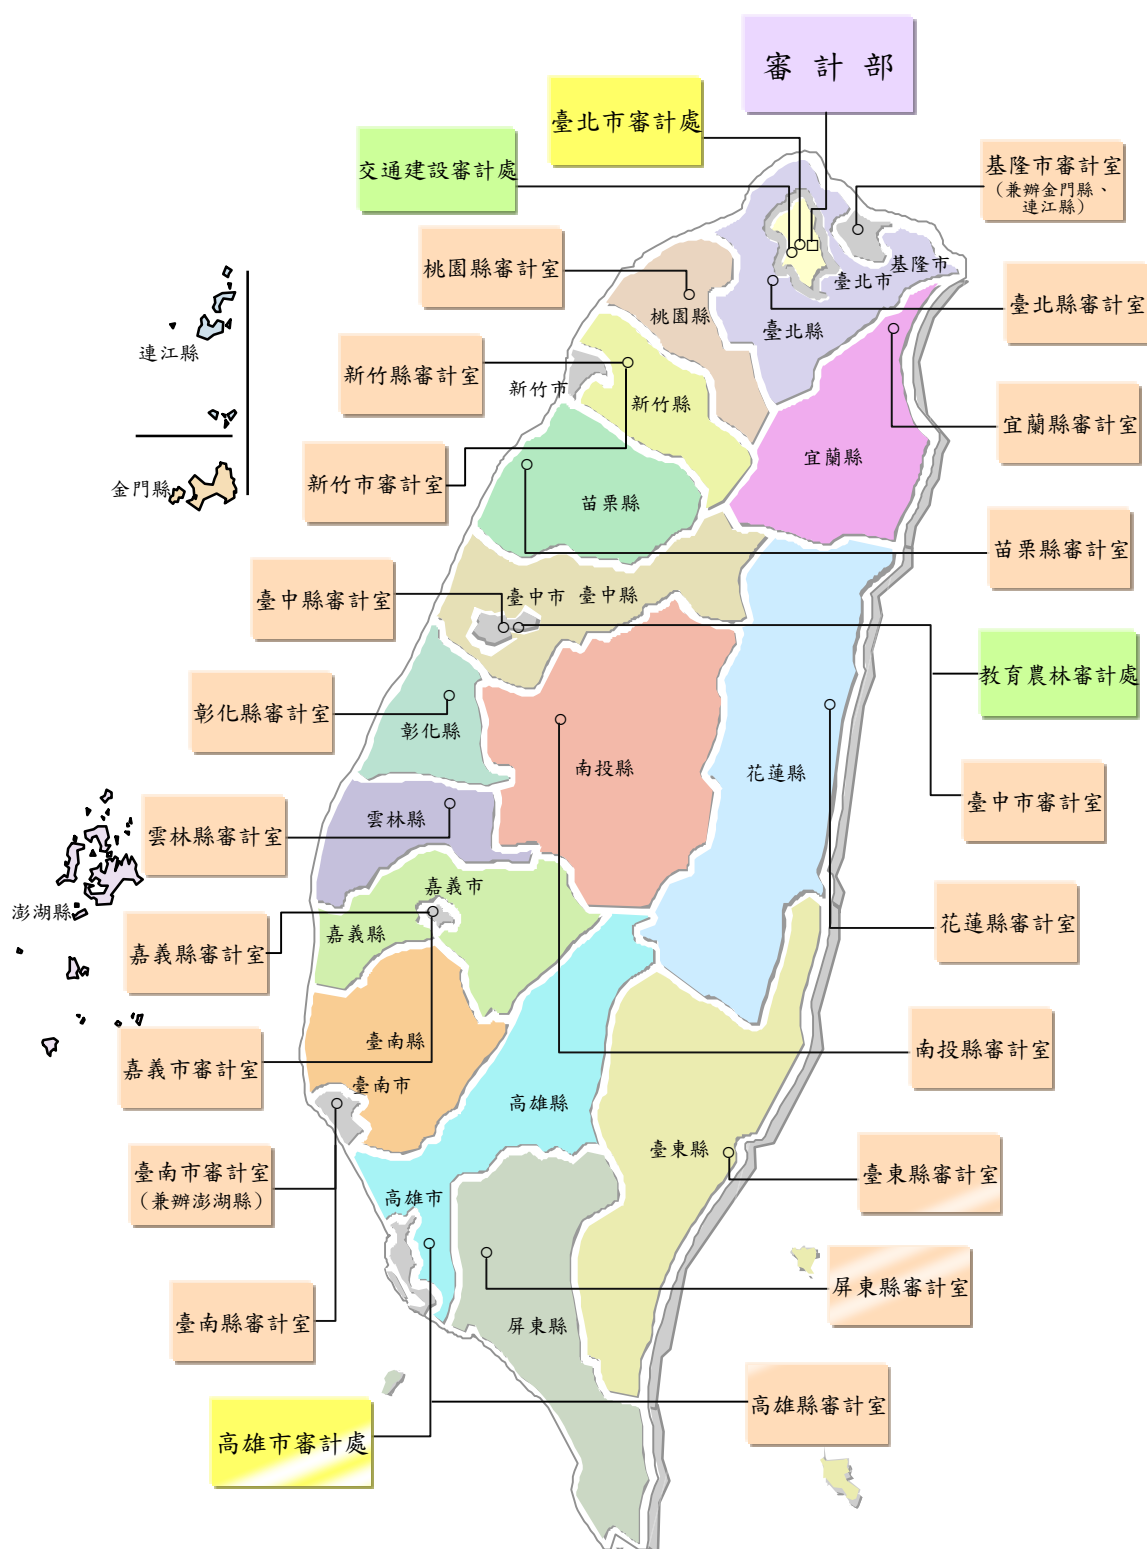 審計部
臺北市審計處
交通建設審計處
基隆市審計室
（兼辦金門縣、
連江縣）
桃園縣審計室
基隆市
臺北市
臺北縣審計室
桃園縣
臺北縣
連江縣
新竹縣審計室
新竹市
新竹縣
宜蘭縣審計室
宜蘭縣
新竹市審計室
金門縣
苗栗縣
苗栗縣審計室
臺中縣審計室
臺中市
臺中縣
教育農林審計處
彰化縣審計室
彰化縣
南投縣
花蓮縣
臺中市審計室
雲林縣審計室
雲林縣
嘉義市
澎湖縣
嘉義縣
嘉義縣審計室
花蓮縣審計室
臺南縣
嘉義市審計室
南投縣審計室
臺南市
高雄縣
臺東縣
臺南市審計室
（兼辦澎湖縣）
臺東縣審計室
高雄市
屏東縣審計室
臺南縣審計室
屏東縣
高雄縣審計室
高雄市審計處